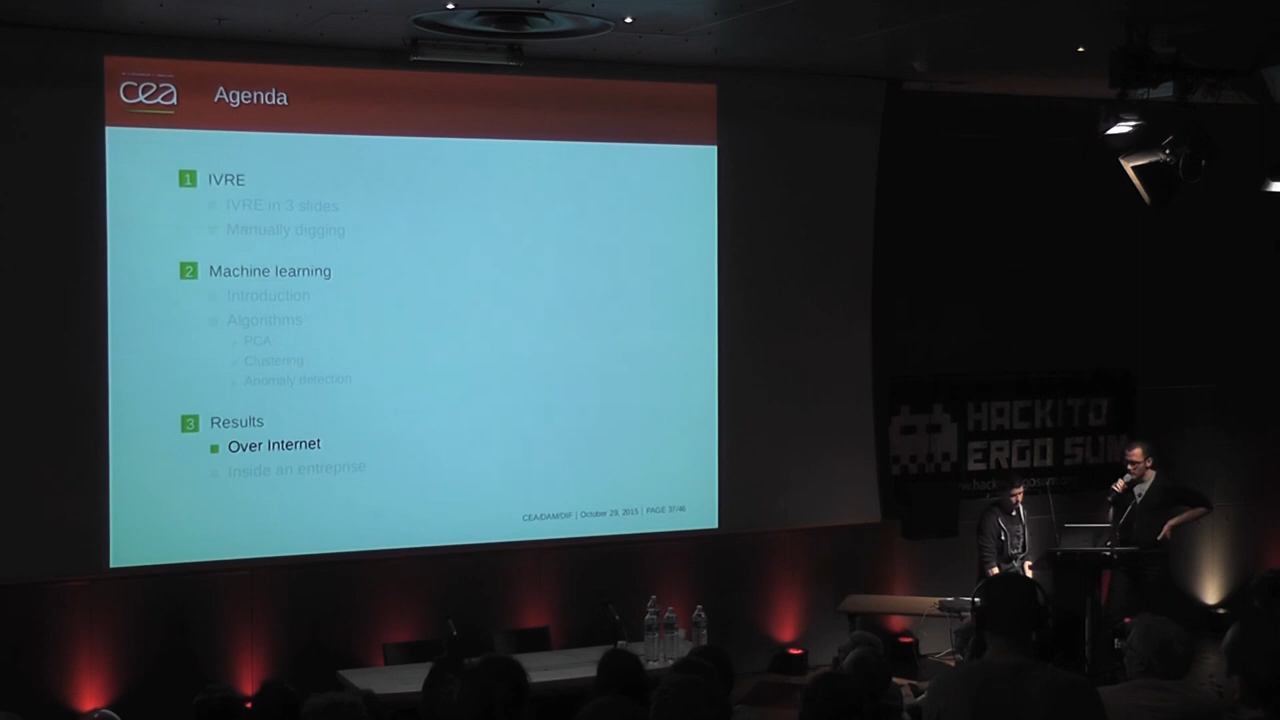 cea
Agenda
1 IVRE
IVRE in 3 slides
Manually digging
2 Machine learning
Introduction
Algorithms
PCA
Clustering
Anomaly detection
3 Results
Over Internet
Inside an entreprise
CEA/DAM/DIF | October 29, 2015 | PAGE 37/46
HACKITO
ERGO SUM